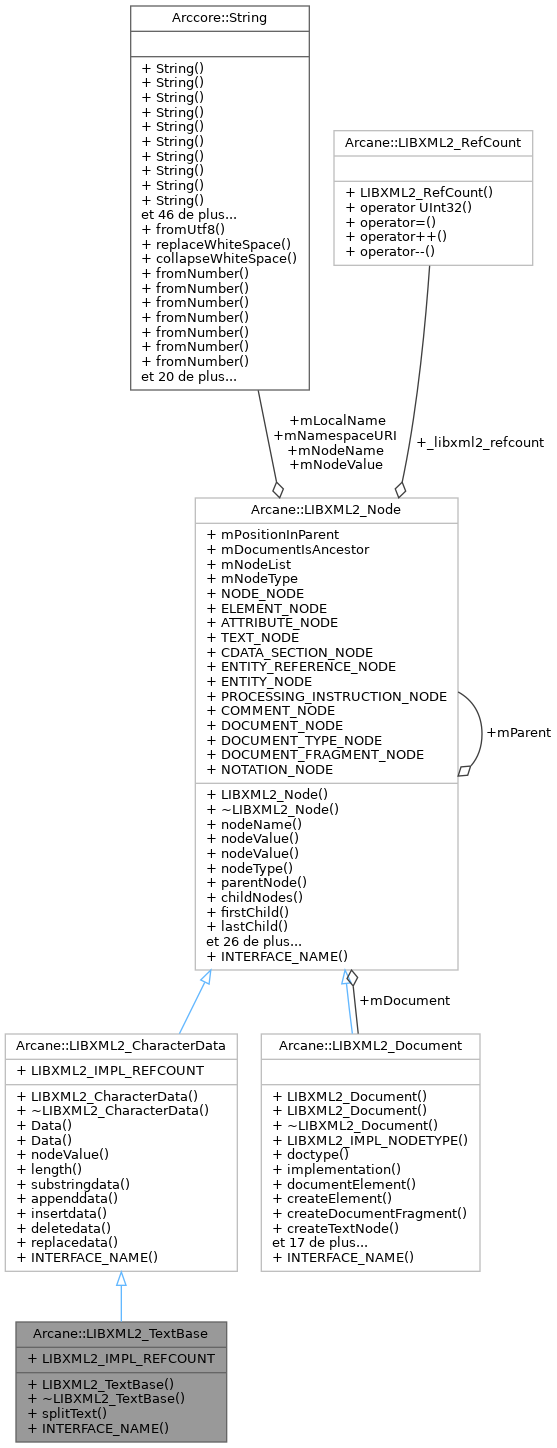 Arccore::String
+ String()
+ String()
+ String()
+ String()
+ String()
+ String()
+ String()
+ String()
+ String()
+ String()
et 46 de plus...
+ fromUtf8()
+ replaceWhiteSpace()
+ collapseWhiteSpace()
+ fromNumber()
+ fromNumber()
+ fromNumber()
+ fromNumber()
+ fromNumber()
+ fromNumber()
+ fromNumber()
et 20 de plus...
Arcane::LIBXML2_RefCount
+ LIBXML2_RefCount()
+ operator UInt32()
+ operator=()
+ operator++()
+ operator--()
+mLocalName
+mNamespaceURI
+mNodeName
+mNodeValue
+_libxml2_refcount
Arcane::LIBXML2_Node
+ mPositionInParent
+ mDocumentIsAncestor
+ mNodeList
+ mNodeType
+ NODE_NODE
+ ELEMENT_NODE
+ ATTRIBUTE_NODE
+ TEXT_NODE
+ CDATA_SECTION_NODE
+ ENTITY_REFERENCE_NODE
+ ENTITY_NODE
+ PROCESSING_INSTRUCTION_NODE
+ COMMENT_NODE
+ DOCUMENT_NODE
+ DOCUMENT_TYPE_NODE
+ DOCUMENT_FRAGMENT_NODE
+ NOTATION_NODE
+ LIBXML2_Node()
+ ~LIBXML2_Node()
+ nodeName()
+ nodeValue()
+ nodeValue()
+ nodeType()
+ parentNode()
+ childNodes()
+ firstChild()
+ lastChild()
et 26 de plus...
+ INTERFACE_NAME()
+mParent
+mDocument
Arcane::LIBXML2_CharacterData
+ LIBXML2_IMPL_REFCOUNT
+ LIBXML2_CharacterData()
+ ~LIBXML2_CharacterData()
+ Data()
+ Data()
+ nodeValue()
+ length()
+ substringdata()
+ appenddata()
+ insertdata()
+ deletedata()
+ replacedata()
+ INTERFACE_NAME()
Arcane::LIBXML2_Document
+ LIBXML2_Document()
+ LIBXML2_Document()
+ ~LIBXML2_Document()
+ LIBXML2_IMPL_NODETYPE()
+ doctype()
+ implementation()
+ documentElement()
+ createElement()
+ createDocumentFragment()
+ createTextNode()
et 17 de plus...
+ INTERFACE_NAME()
Arcane::LIBXML2_TextBase
+ LIBXML2_IMPL_REFCOUNT
+ LIBXML2_TextBase()
+ ~LIBXML2_TextBase()
+ splitText()
+ INTERFACE_NAME()